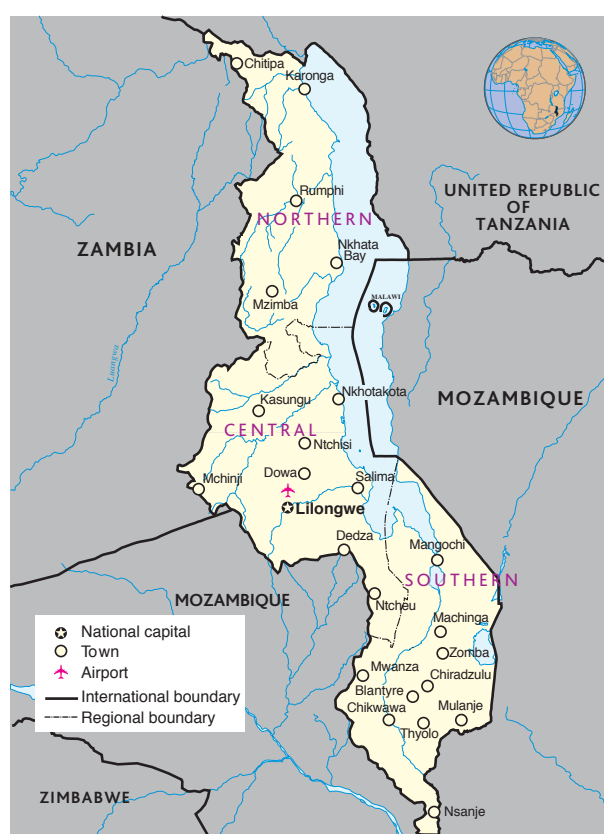 Chitipa
Karonga
Rumphi
UNITED REPUBLIC
OF
TANZANIA
NORTHERN
ZAMBIA
Nkhata
Bay
Mzimba
MALAWI
Luangwa
Nkhotakota
MOZAMBIQUE
Kasungu
CENTRAL
Ntchisi
Dowa
Mchinji
Salima
Lilongwe
Dedza
Mangochi
SOUTHERN
MOZAMBIQUE
Ntcheu
Machinga
National capital
Town
Airport
International boundary
Regional boundary
Zomba
Mwanza
Chiradzulu
Blantyre
Chikwawa
Mulanje
Thyolo
ZIMBABWE
Nsanje